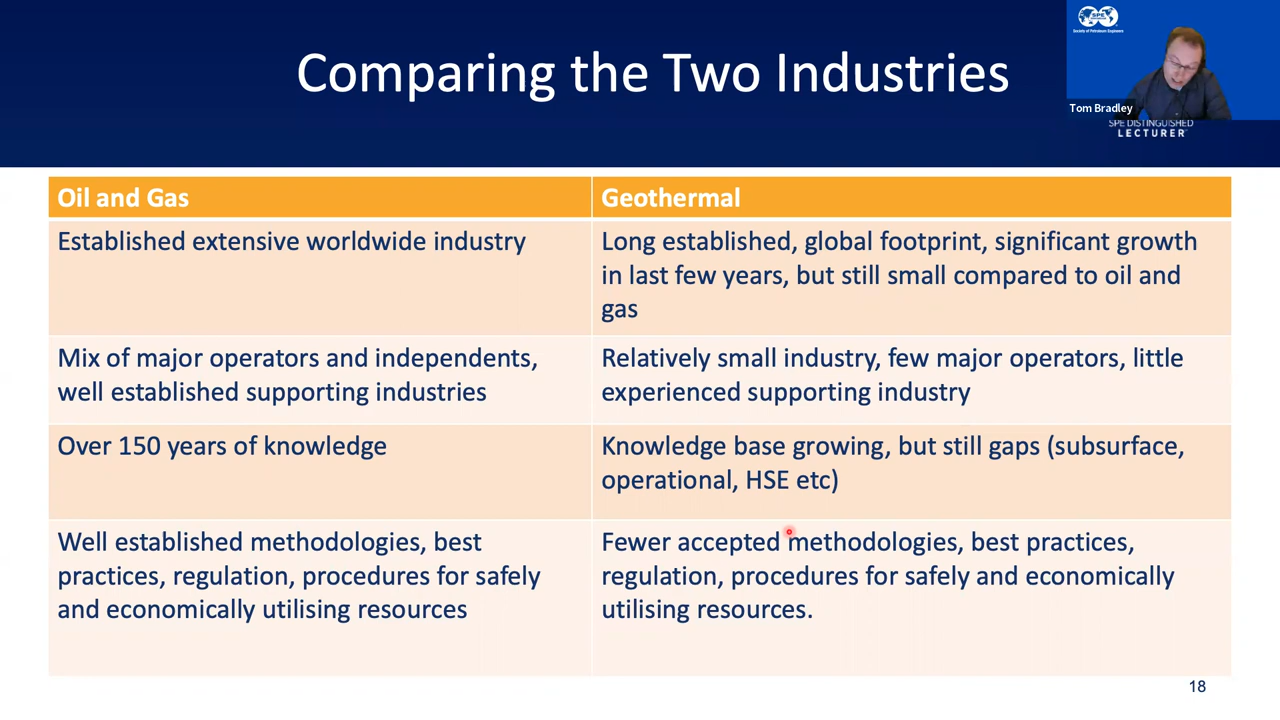 Comparing the Two Industries
SPE
Society of Petroleum Engineers
Tom Bradley
SPE DISTINGUISHED
LECTURER
Oil and Gas
Geothermal
Established extensive worldwide industry
Long established, global footprint, significant growth
in last few years, but still small compared to oil and
gas
Mix of major operators and independents,
well established supporting industries
Relatively small industry, few major operators, little
experienced supporting industry
Over 150 years of knowledge
Knowledge base growing, but still gaps (subsurface,
operational, HSE etc)
Well established methodologies, best
practices, regulation, procedures for safely
and economically utilising resources
Fewer accepted methodologies, best practices,
regulation, procedures for safely and economically
utilising resources.
18